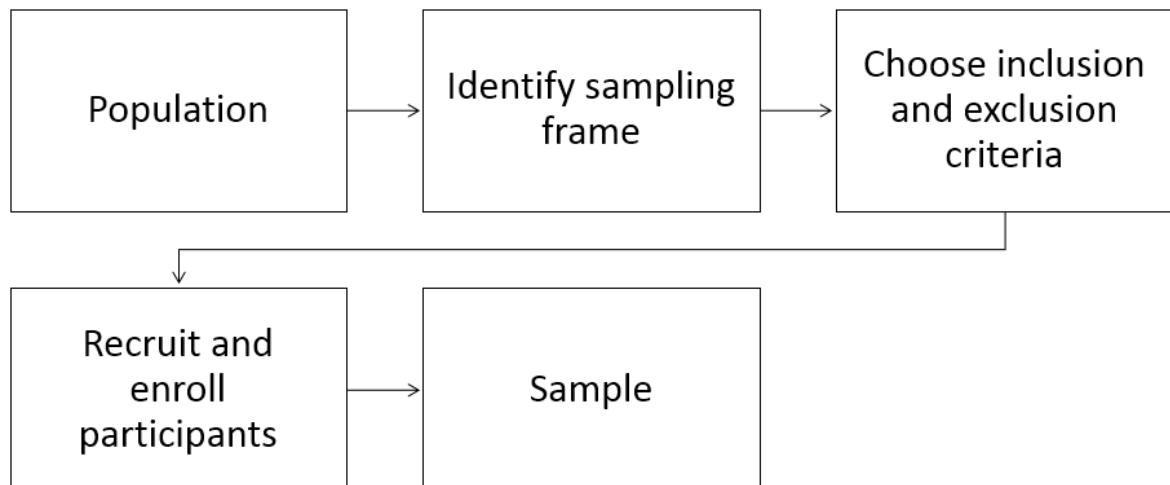 Population
Identify sampling
frame
Choose inclusion
and exclusion
criteria
Recruit and
enroll
participants
Sample